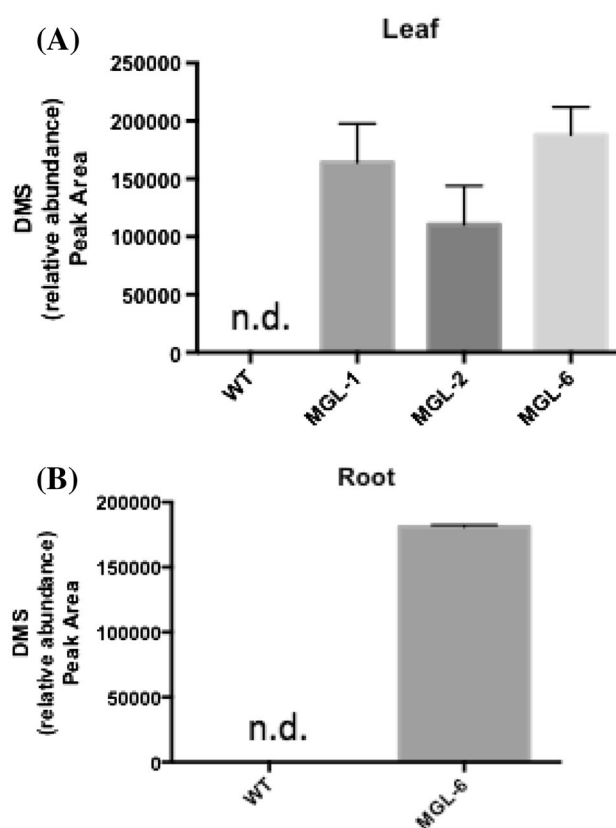 (A)
Leaf
DMS
(relative abundance)
Peak Area
250000
200000
150000
100000
50000
0
n.d.
WT
MGL-1
MGL-2
MGL-6
(B)
Root
DMS
(relative abundance)
Peak Area
200000
150000
100000
50000
0
n.d.
WT
MGL-6